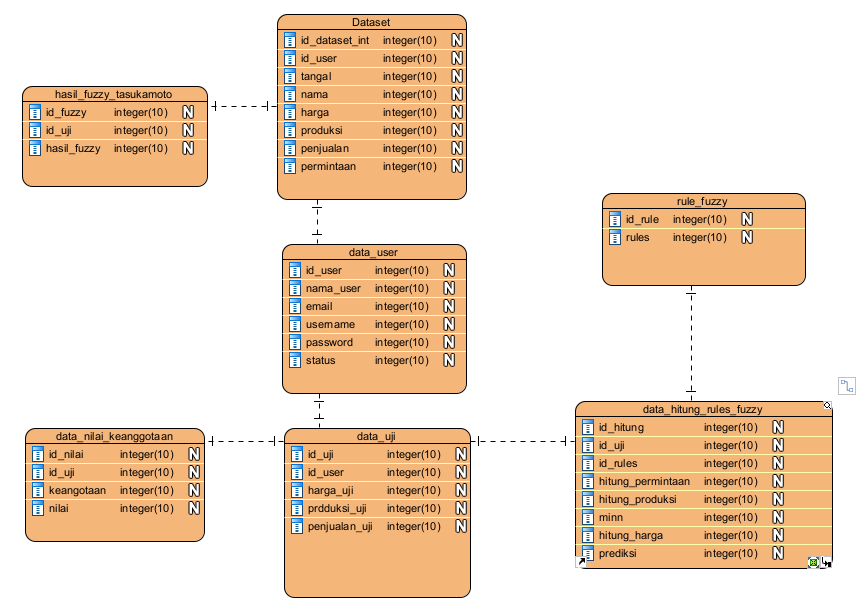 Dataset
id_dataset_int integer(10) N
id_user integer(10) N
tangal integer(10) N
nama integer(10) N
harga integer(10) N
produksi integer(10) N
penjualan integer(10) N
permintaan integer(10) N
hasil_fuzzy_tasukamoto
id_fuzzy integer(10) N
id_uji integer(10) N
hasil_fuzzy integer(10) N
rule_fuzzy
id_rule integer(10) N
rules integer(10) N
data_user
id_user integer(10) N
nama_user integer(10) N
email integer(10) N
username integer(10) N
password integer(10) N
status integer(10) N
data_nilai_keanggotaan
id_nilai integer(10) N
id_uji integer(10) N
keangotaan integer(10) N
nilai integer(10) N
data_uji
id_uji integer(10) N
id_user integer(10) N
harga_uji integer(10) N
prdduksi_uji integer(10) N
penjualan_uji integer(10) N
data_hitung_rules_fuzzy
id_hitung integer(10) N
id_uji integer(10) N
id_rules integer(10) N
hitung_permintaan integer(10) N
hitung_produksi integer(10) N
minn integer(10) N
hitung_harga integer(10) N
prediksi integer(10) N